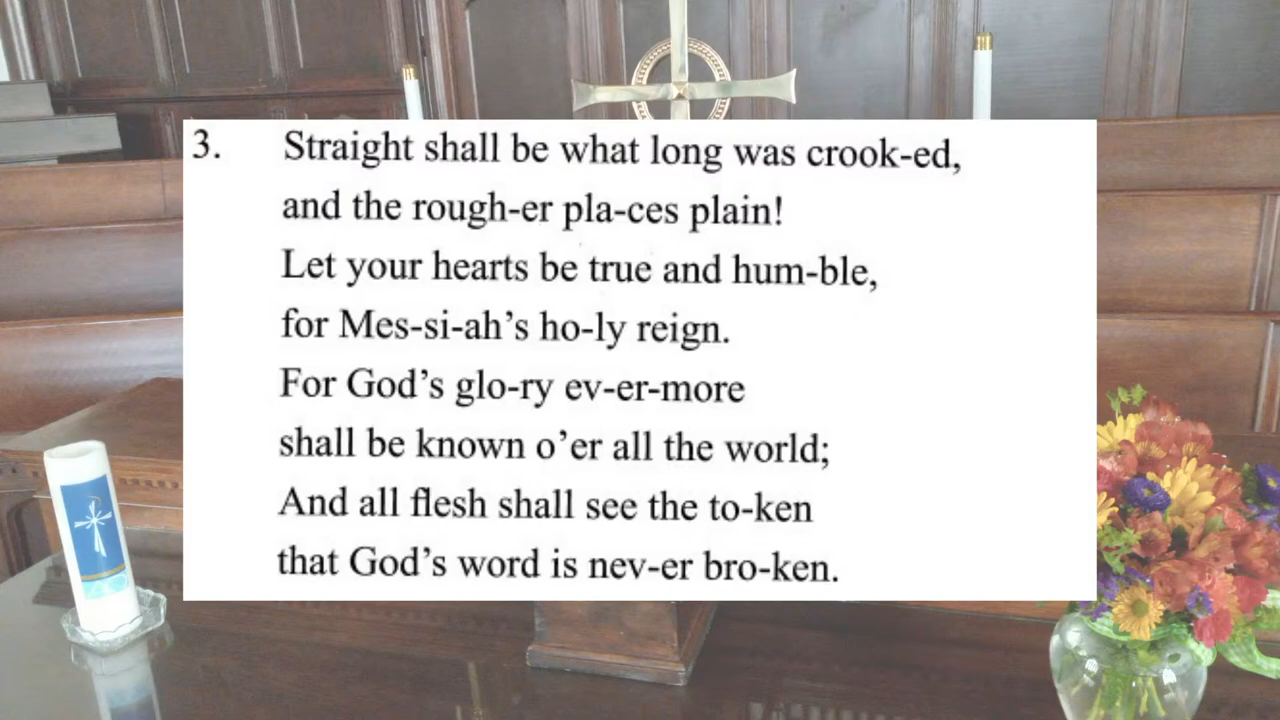 3. Straight shall be what long was crook-ed,
and the rough-er pla-ces plain!
Let your hearts be true and hum-ble,
for Mes-si-ah’s ho-ly reign.
For God’s glo-ry ev-er-more
shall be known o’er all the world;
And all flesh shall see the to-ken
that God’s word is nev-er bro-ken.